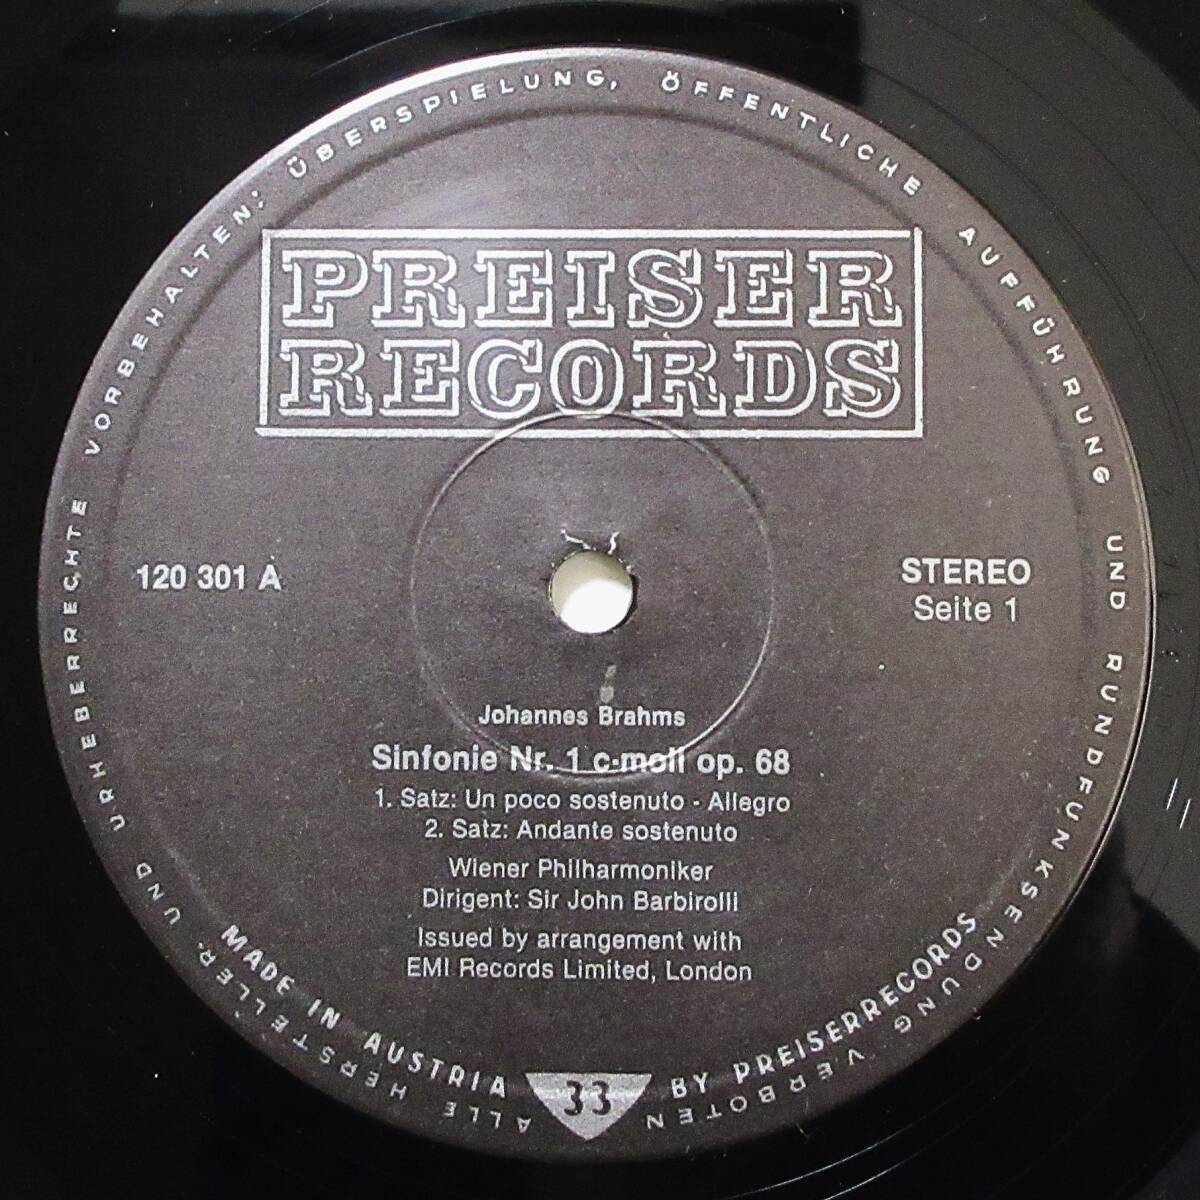 ALLE HERSTELLER- UND URHEBERRECHTE VORBEHALTEN: ÜBERSPIELUNG, ÖFFENTLICHE AUFFÜHRUNG UND RUNDFUNKSENDUNG VERBOTEN
PREISER
RECORDS
120 301 A
STEREO
Seite 1
Johannes Brahms
Sinfonie Nr. 1 c-moll op. 68
1. Satz: Un poco sostenuto - Allegro
2. Satz: Andante sostenuto
Wiener Philharmoniker
Dirigent: Sir John Barbirolli
Issued by arrangement with
EMI Records Limited, London
MADE IN AUSTRIA 33 BY PREISERRECORDS